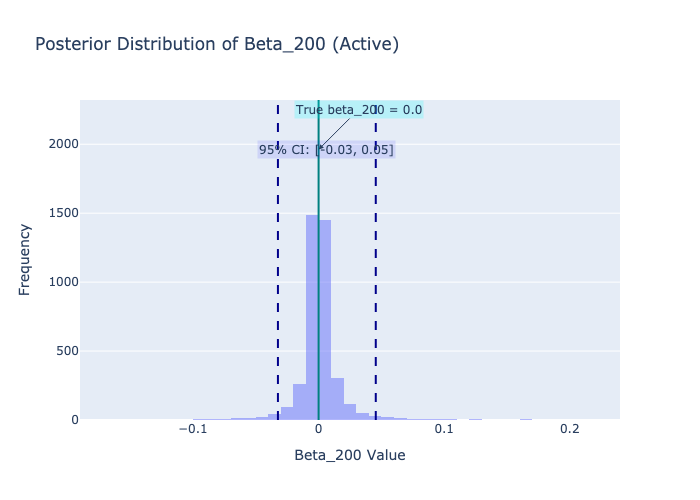 Posterior Distribution of Beta_200 (Active)
True beta_200 = 0.0
95% CI: [-0.03, 0.05]
2000
1500
1000
500
0
Frequency
−0.1
0
0.1
0.2
Beta_200 Value